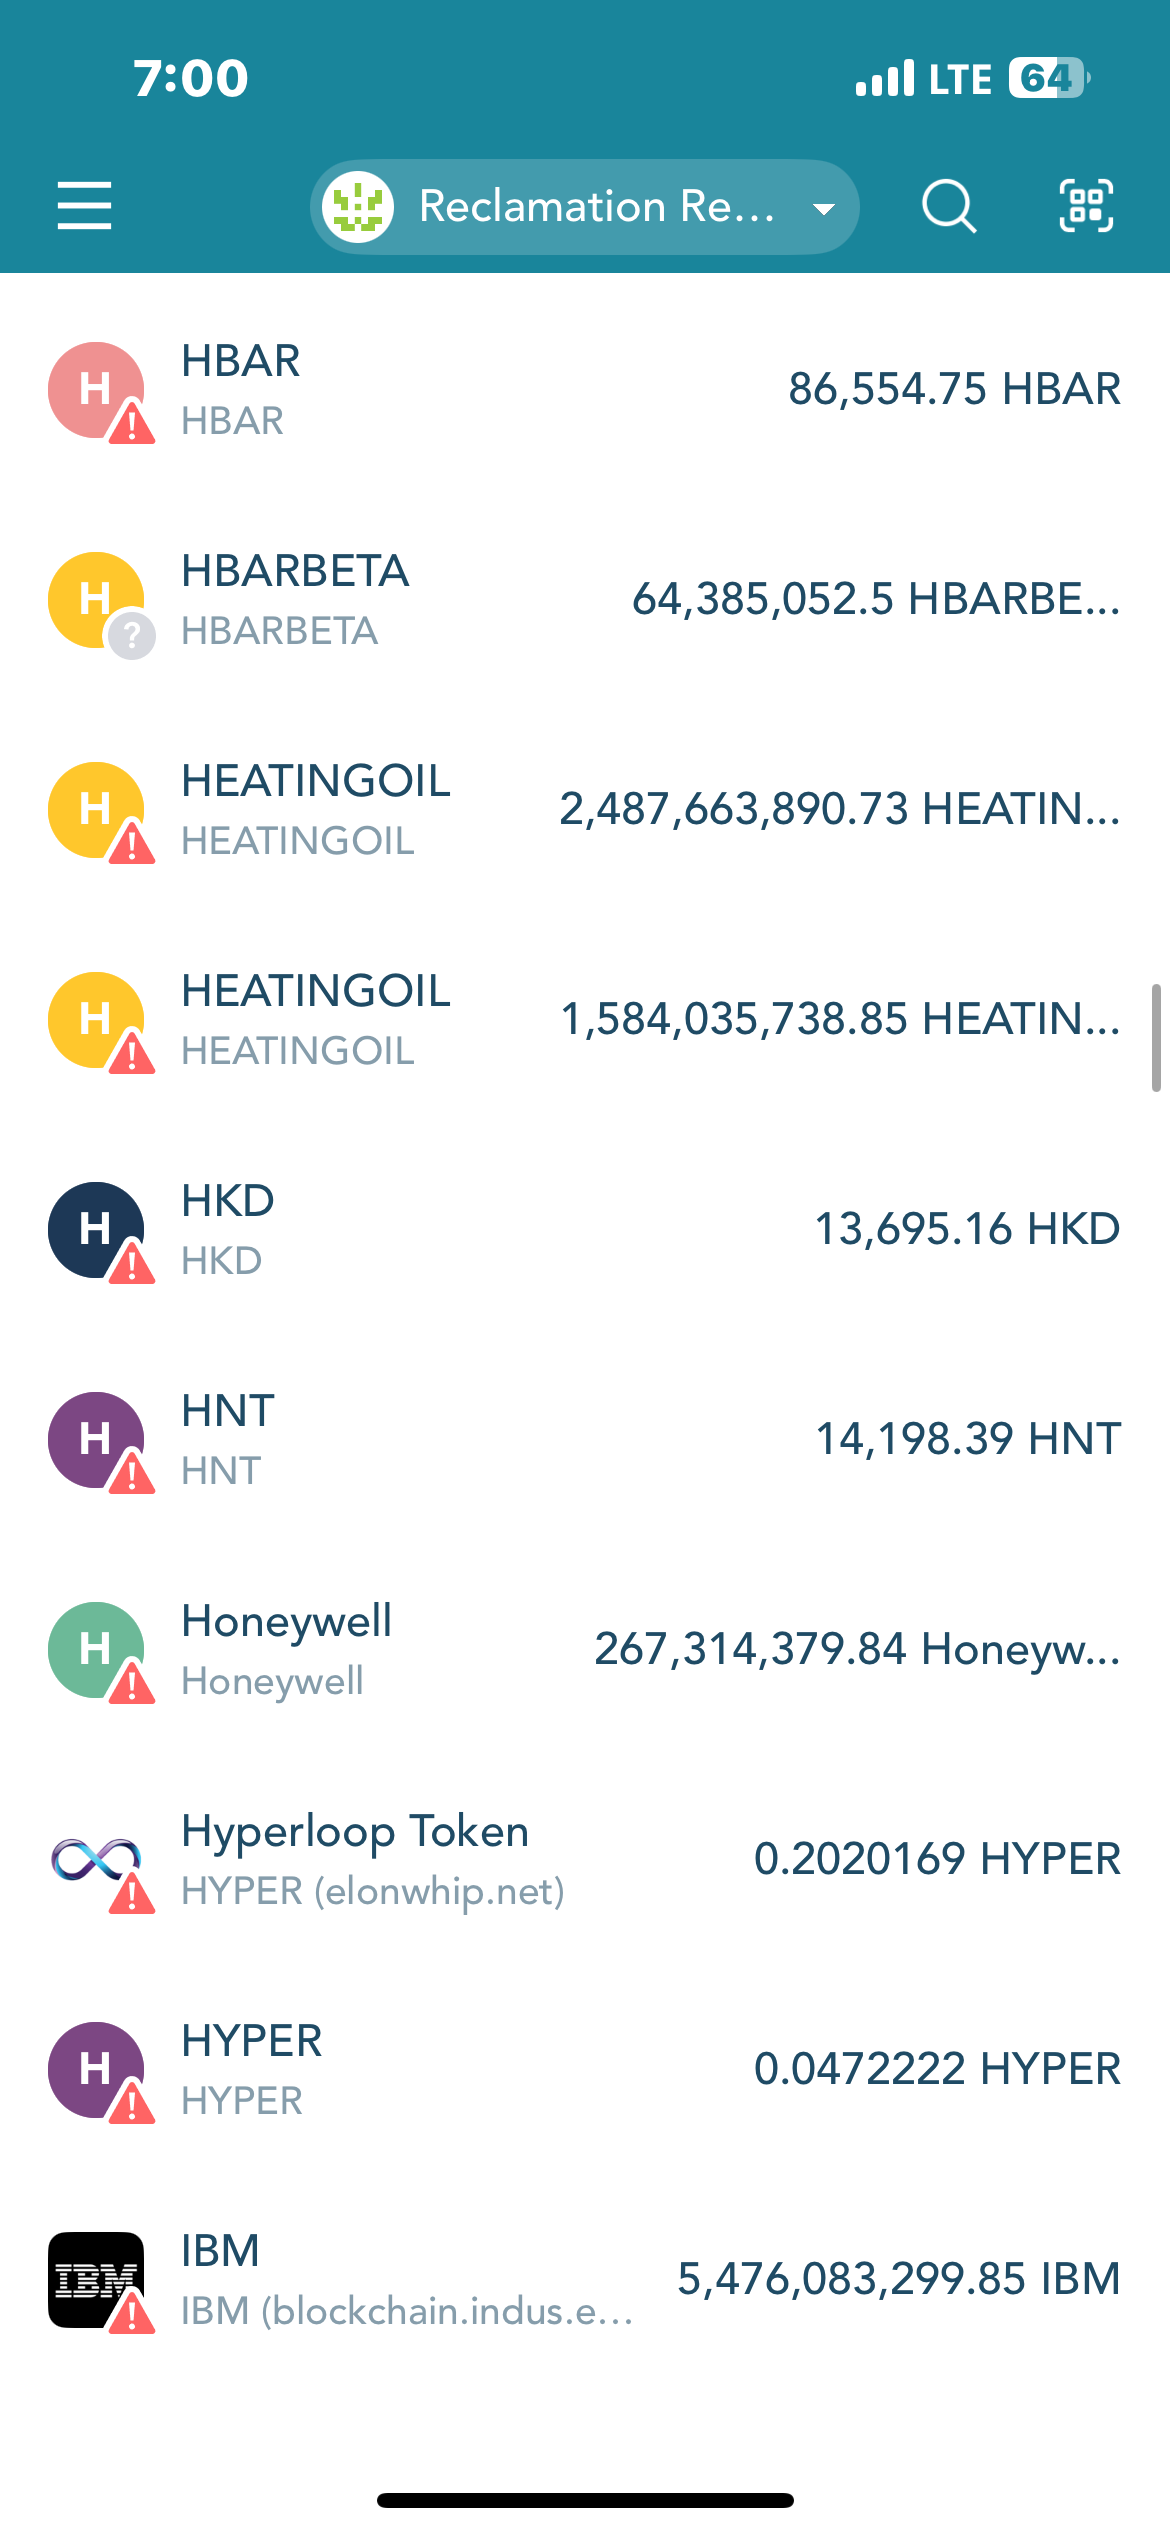 7:00
LTE 64
Reclamation Re...
H
HBAR
HBAR
86,554.75 HBAR
H
?
HBARBETA
HBARBETA
64,385,052.5 HBARBE...
H
HEATINGOIL
HEATINGOIL
2,487,663,890.73 HEATIN...
H
HEATINGOIL
HEATINGOIL
1,584,035,738.85 HEATIN...
H
HKD
HKD
13,695.16 HKD
H
HNT
HNT
14,198.39 HNT
H
Honeywell
Honeywell
267,314,379.84 Honeyw...
Hyperloop Token
HYPER (elonwhip.net)
0.2020169 HYPER
H
HYPER
HYPER
0.0472222 HYPER
IBM
IBM
IBM (blockchain.indus.e...
5,476,083,299.85 IBM